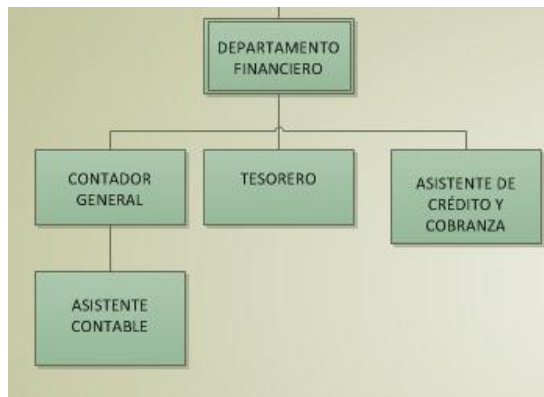 DEPARTAMENTO
FINANCIERO
CONTADOR
GENERAL
TESORERO
ASISTENTE DE
CRÉDITO Y
COBRANZA
ASISTENTE
CONTABLE